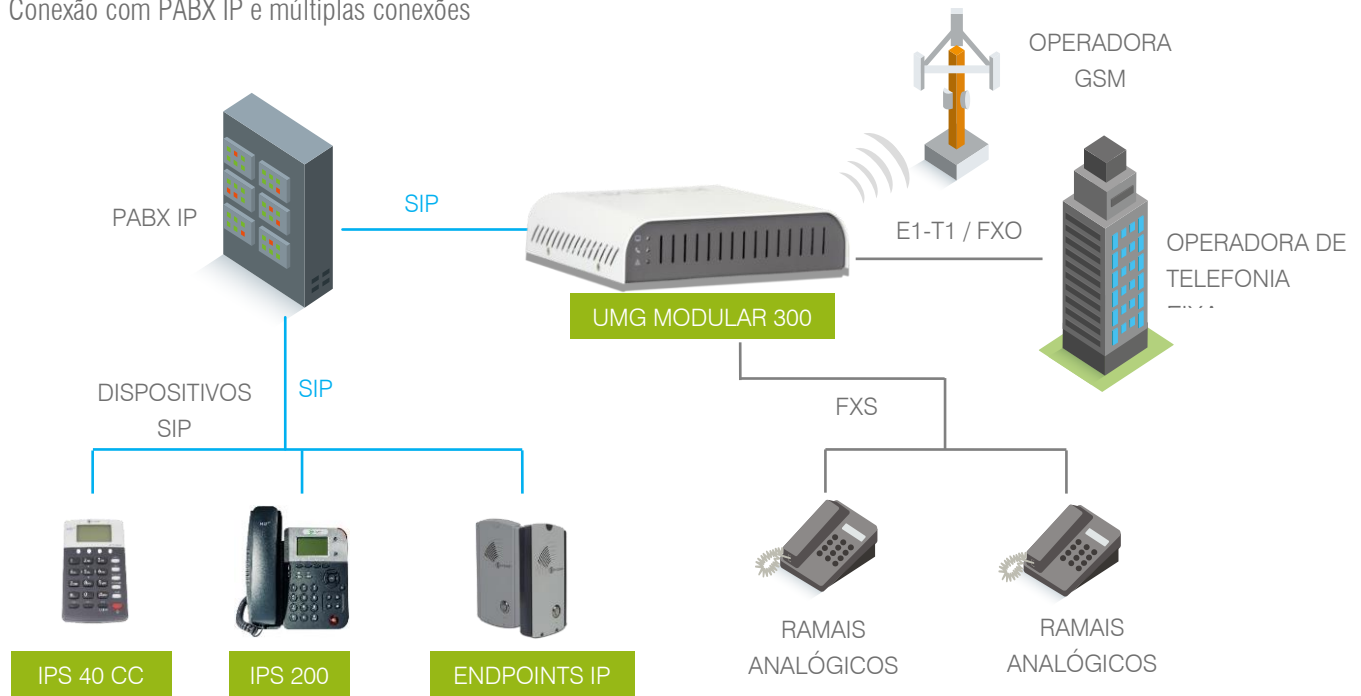 Conexão com PABX IP e múltiplas conexões
OPERADORA
GSM
PABX IP
SIP
E1-T1 / FXO
OPERADORA DE
TELEFONIA
UMG MODULAR 300
DISPOSITIVOS
SIP
SIP
FXS
IPS 40 CC
IPS 200
ENDPOINTS IP
RAMAIS
ANALÓGICOS
RAMAIS
ANALÓGICOS